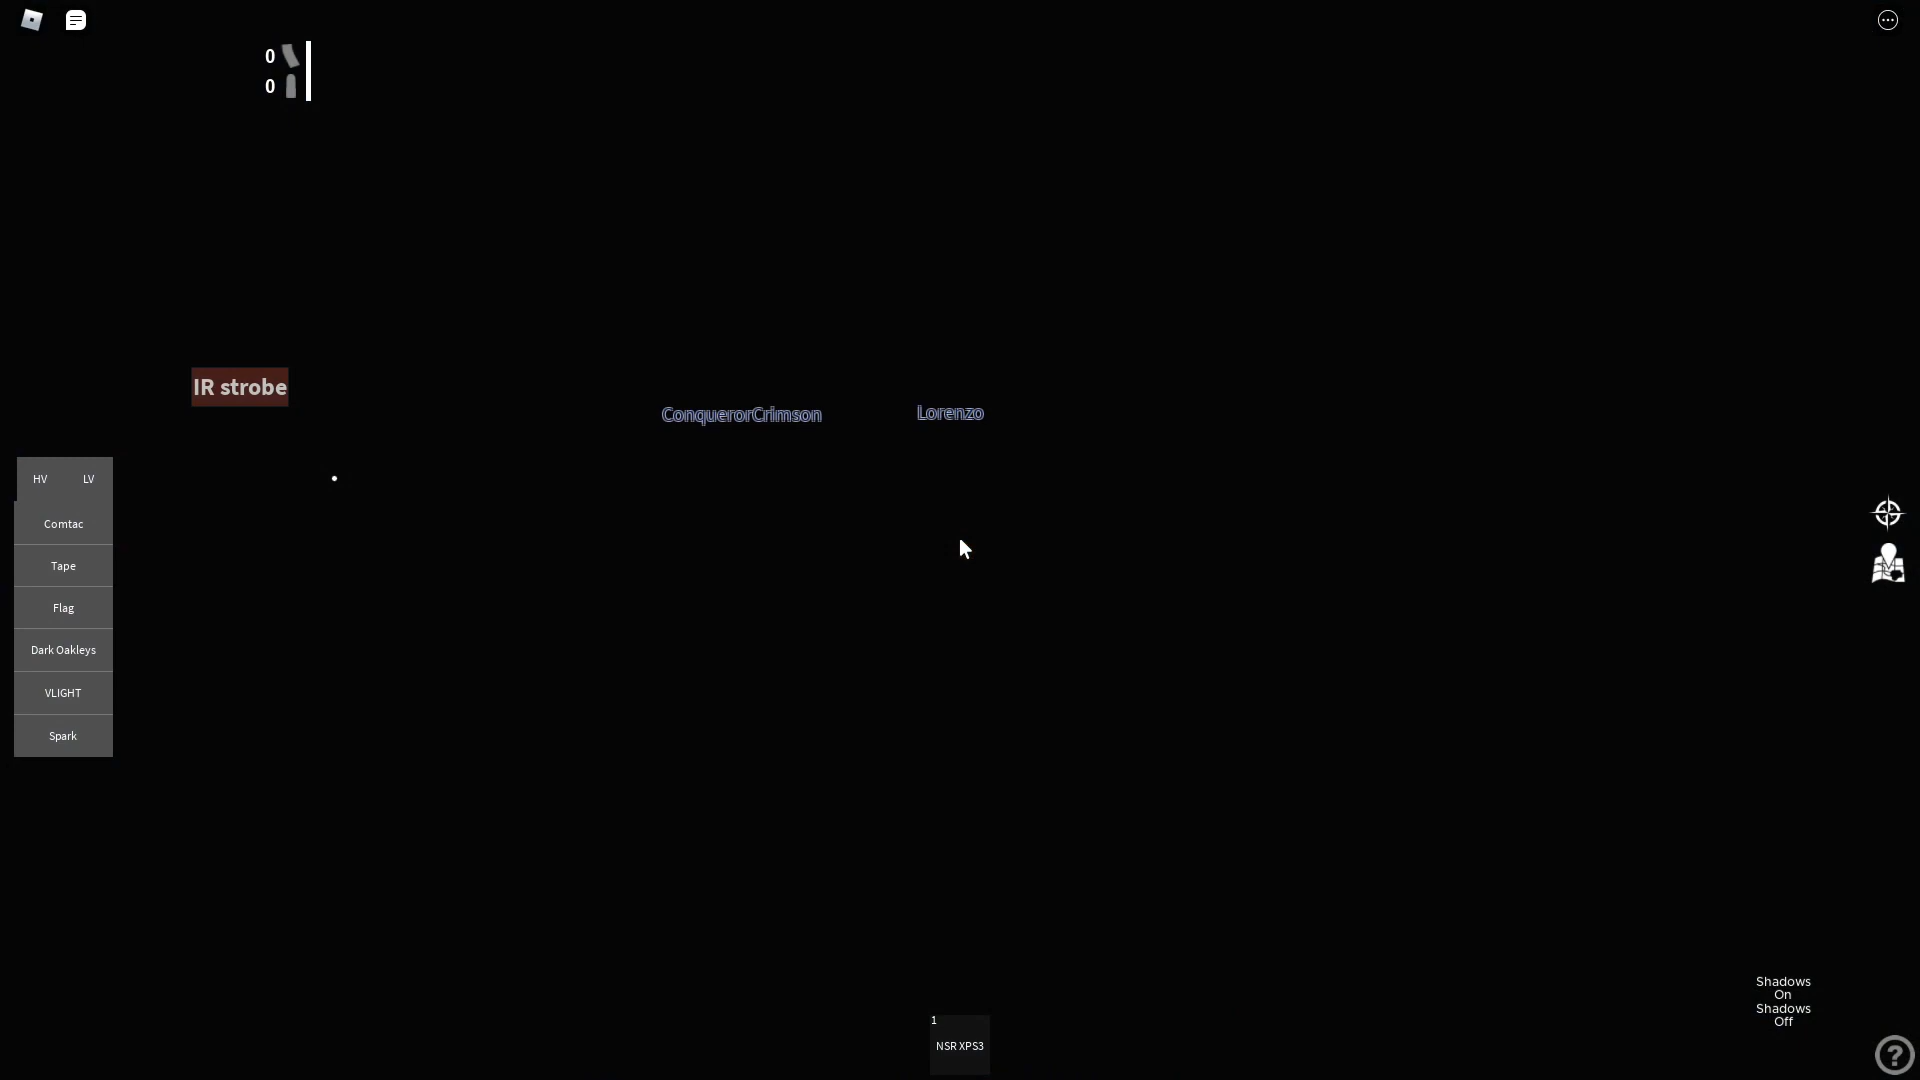 0
0
IR strobe
ConquerorCrimson
Lorenzo
HV LV
Comtac
Tape
Flag
Dark Oakleys
VLIGHT
Spark
Shadows
On
Shadows
Off
1
NSR XPS3
?